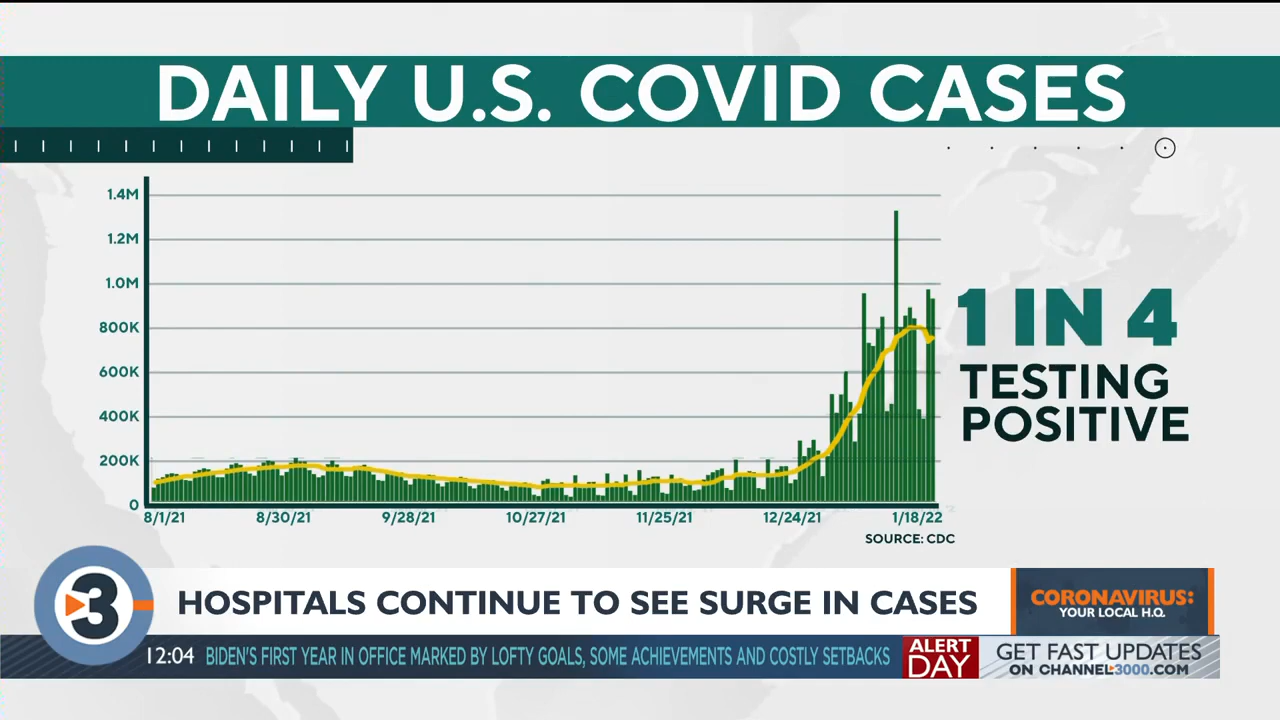 DAILY U.S. COVID CASES
1.4M
1.2M
1.0M
800K
600K
400K
200K
0
8/1/21 8/30/21 9/28/21 10/27/21 11/25/21 12/24/21 1/18/22
SOURCE: CDC
1 IN 4
TESTING
POSITIVE
3
HOSPITALS CONTINUE TO SEE SURGE IN CASES
CORONAVIRUS:
YOUR LOCAL H.Q.
12:04 BIDEN'S FIRST YEAR IN OFFICE MARKED BY LOFTY GOALS, SOME ACHIEVEMENTS AND COSTLY SETBACKS
ALERT
DAY
GET FAST UPDATES
ON CHANNEL3000.COM